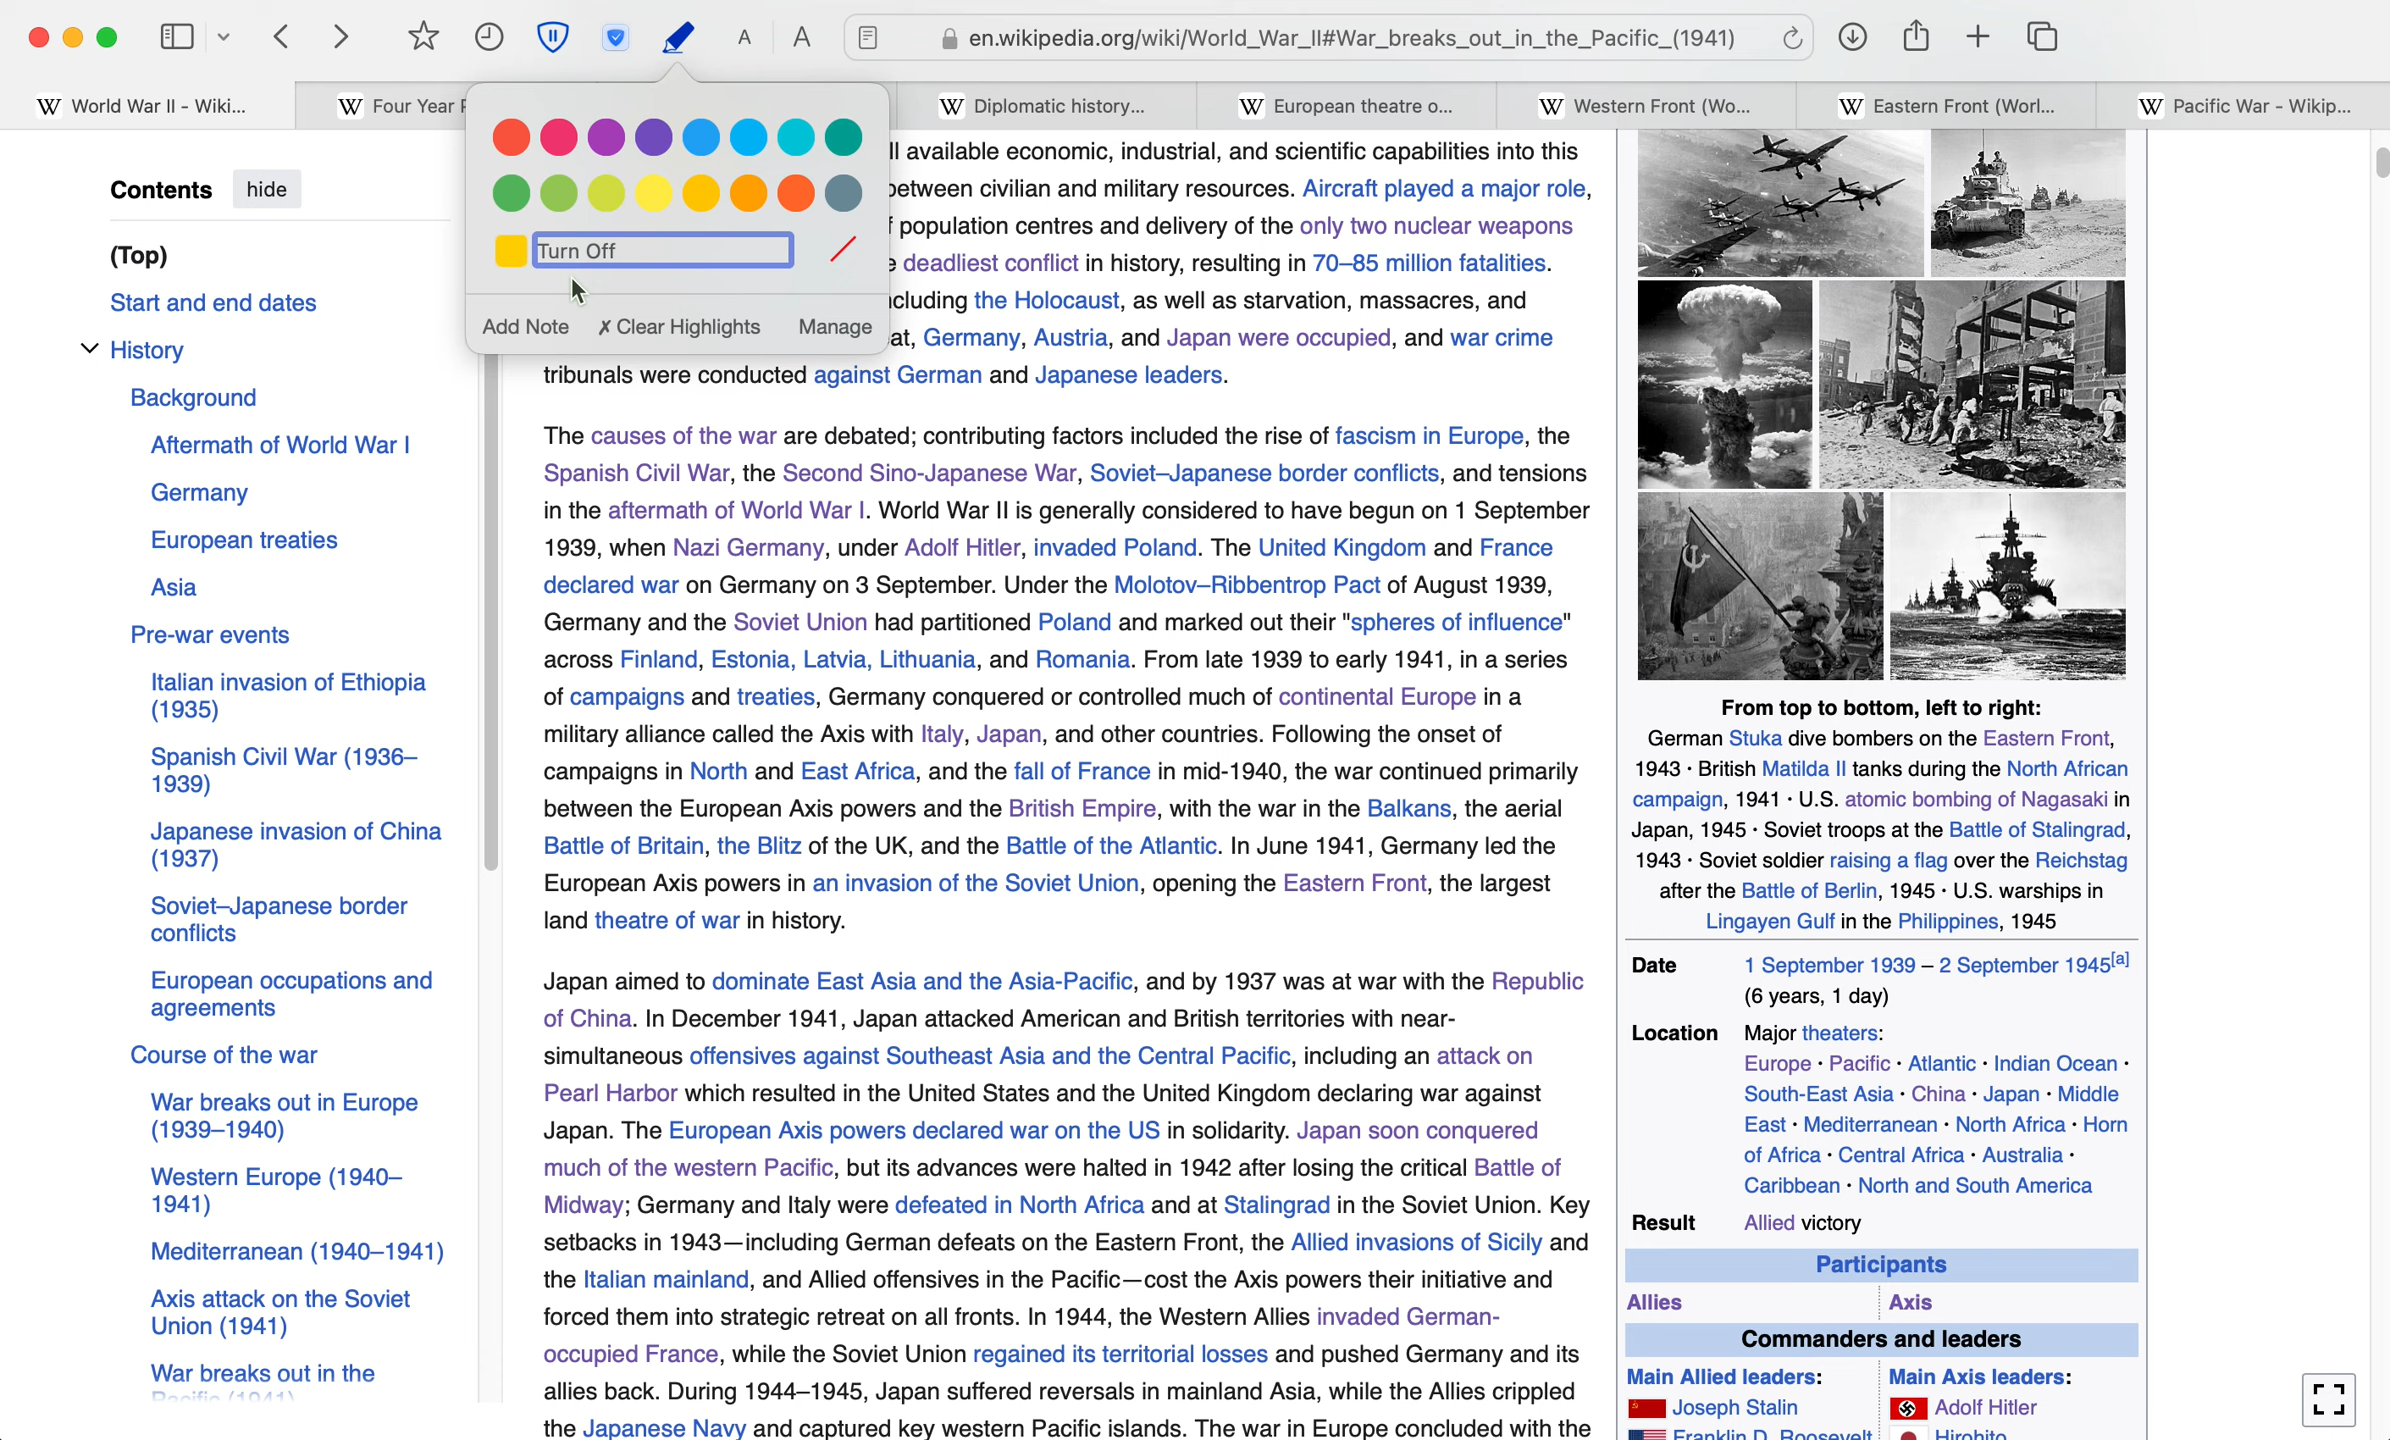 A A en.wikipedia.org/wiki/World_War_II#War_breaks_out_in_the_Pacific_(1941)
World War II - Wiki...
Four Year
Diplomatic history...
European theatre o...
Western Front (Wo...
Eastern Front (Worl...
Pacific War - Wikip...
Turn Off
Add Note
✗ Clear Highlights
Manage
Contents hide
(Top)
Start and end dates
History
Background
Aftermath of World War I
Germany
European treaties
Asia
Pre-war events
Italian invasion of Ethiopia
(1935)
Spanish Civil War (1936–
1939)
Japanese invasion of China
(1937)
Soviet–Japanese border
conflicts
European occupations and
agreements
Course of the war
War breaks out in Europe
(1939–1940)
Western Europe (1940–
1941)
Mediterranean (1940–1941)
Axis attack on the Soviet
Union (1941)
War breaks out in the
Pacific (1941)
available economic, industrial, and scientific capabilities into this
between civilian and military resources. Aircraft played a major role,
population centres and delivery of the only two nuclear weapons
deadliest conflict in history, resulting in 70–85 million fatalities.
including the Holocaust, as well as starvation, massacres, and
Germany, Austria, and Japan were occupied, and war crime
tribunals were conducted against German and Japanese leaders.
The causes of the war are debated; contributing factors included the rise of fascism in Europe, the
Spanish Civil War, the Second Sino-Japanese War, Soviet–Japanese border conflicts, and tensions
in the aftermath of World War I. World War II is generally considered to have begun on 1 September
1939, when Nazi Germany, under Adolf Hitler, invaded Poland. The United Kingdom and France
declared war on Germany on 3 September. Under the Molotov–Ribbentrop Pact of August 1939,
Germany and the Soviet Union had partitioned Poland and marked out their "spheres of influence"
across Finland, Estonia, Latvia, Lithuania, and Romania. From late 1939 to early 1941, in a series
of campaigns and treaties, Germany conquered or controlled much of continental Europe in a
military alliance called the Axis with Italy, Japan, and other countries. Following the onset of
campaigns in North and East Africa, and the fall of France in mid-1940, the war continued primarily
between the European Axis powers and the British Empire, with the war in the Balkans, the aerial
Battle of Britain, the Blitz of the UK, and the Battle of the Atlantic. In June 1941, Germany led the
European Axis powers in an invasion of the Soviet Union, opening the Eastern Front, the largest
land theatre of war in history.
Japan aimed to dominate East Asia and the Asia-Pacific, and by 1937 was at war with the Republic
of China. In December 1941, Japan attacked American and British territories with near-
simultaneous offensives against Southeast Asia and the Central Pacific, including an attack on
Pearl Harbor which resulted in the United States and the United Kingdom declaring war against
Japan. The European Axis powers declared war on the US in solidarity. Japan soon conquered
much of the western Pacific, but its advances were halted in 1942 after losing the critical Battle of
Midway; Germany and Italy were defeated in North Africa and at Stalingrad in the Soviet Union. Key
setbacks in 1943—including German defeats on the Eastern Front, the Allied invasions of Sicily and
the Italian mainland, and Allied offensives in the Pacific—cost the Axis powers their initiative and
forced them into strategic retreat on all fronts. In 1944, the Western Allies invaded German-
occupied France, while the Soviet Union regained its territorial losses and pushed Germany and its
allies back. During 1944–1945, Japan suffered reversals in mainland Asia, while the Allies crippled
the Japanese Navy and captured key western Pacific islands. The war in Europe concluded with the
From top to bottom, left to right:
German Stuka dive bombers on the Eastern Front,
1943 · British Matilda II tanks during the North African
campaign, 1941 · U.S. atomic bombing of Nagasaki in
Japan, 1945 · Soviet troops at the Battle of Stalingrad,
1943 · Soviet soldier raising a flag over the Reichstag
after the Battle of Berlin, 1945 · U.S. warships in
Lingayen Gulf in the Philippines, 1945
Date 1 September 1939 – 2 September 1945[a]
(6 years, 1 day)
Location Major theaters:
Europe · Pacific · Atlantic · Indian Ocean ·
South-East Asia · China · Japan · Middle
East · Mediterranean · North Africa · Horn
of Africa · Central Africa · Australia ·
Caribbean · North and South America
Result Allied victory
Participants
Allies Axis
Commanders and leaders
Main Allied leaders: Main Axis leaders:
Joseph Stalin Adolf Hitler
Franklin D. Roosevelt Hirohito